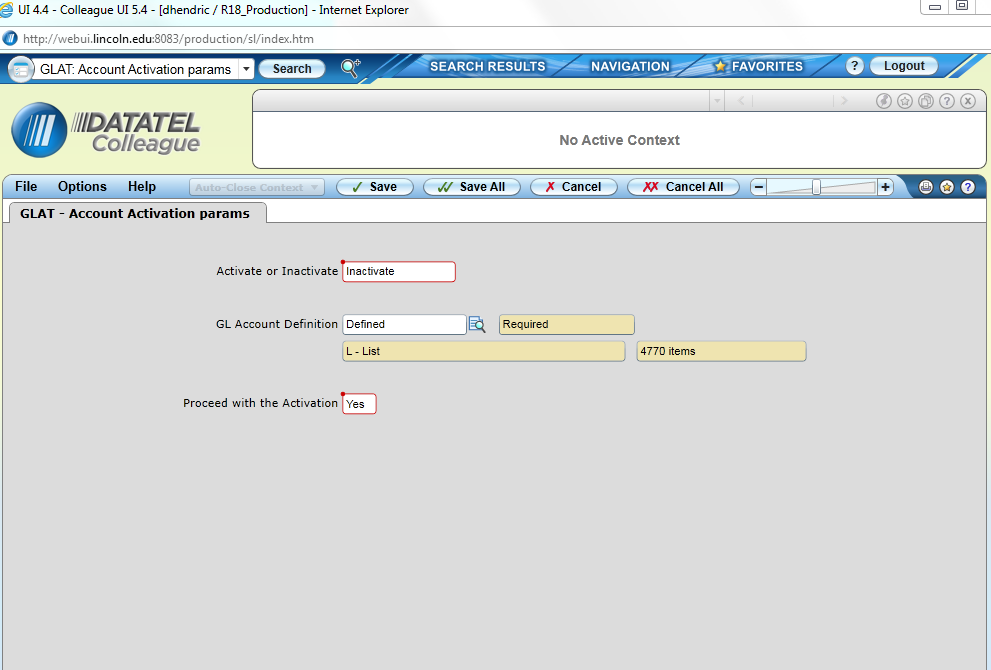 UI 4.4 - Colleague UI 5.4 - [dhendric / R18_Production] - Internet Explorer
http://webui.lincoln.edu:8083/production/sl/index.htm
GLAT: Account Activation params Search SEARCH RESULTS NAVIGATION FAVORITES ? Logout
DATATEL
Colleague
No Active Context
File Options Help Auto-Close Context Save Save All Cancel Cancel All - + ?
GLAT - Account Activation params
Activate or Inactivate Inactivate
GL Account Definition Defined Required
L - List 4770 items
Proceed with the Activation Yes